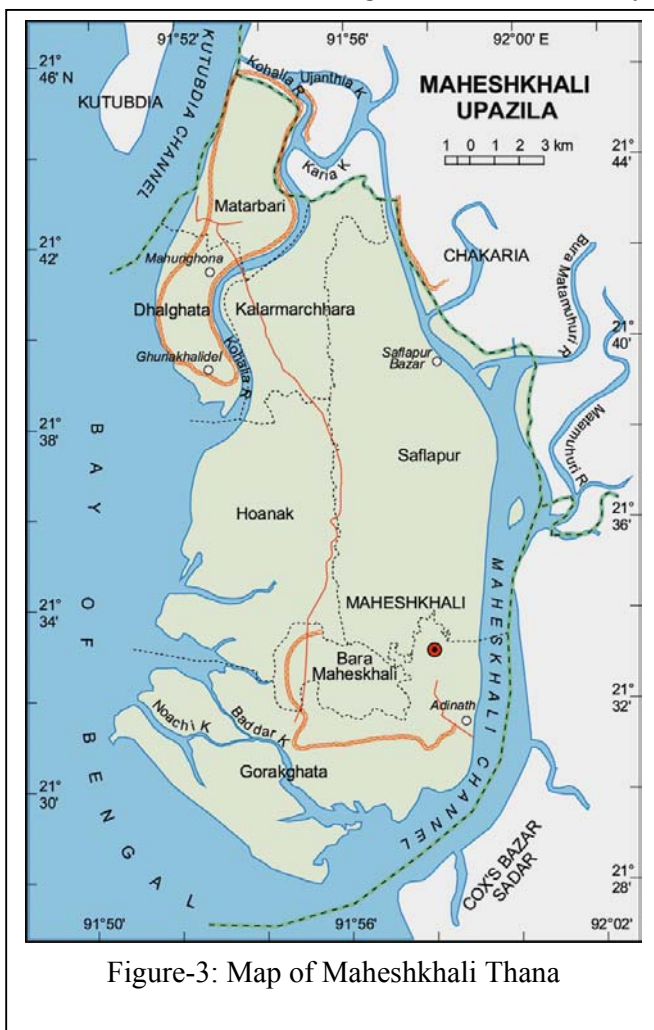 91°52'
91°56'
92°00' E
21°
46' N
KUTUBDIA
KUTUBDIA CHANNEL
Kohalia R
Ujanthia K
MAHESHKHALI
UPAZILA
1 0 1 2 3 km
21°
44'
Karia K
Matarbari
21°
42'
Mahurighona
CHAKARIA
Bura Matamuhuri R
Dhalghata
Kalarmarchhara
21°
40'
Ghunakhalidel
Kohalia R
Saflapur
Bazar
Matamuhuri R
21°
38'
Saflapur
Hoanak
21°
36'
BAY OF BENGAL
MAHESHKHALI CHANNEL
21°
34'
MAHESHKHALI
Bara
Maheskhali
21°
32'
Adinath
Noachi K
Baddar K
Gorakghata
21°
30'
COX'S BAZAR
SADAR
21°
28'
91°50'
91°56'
92°02'
Figure-3: Map of Maheshkhali Thana